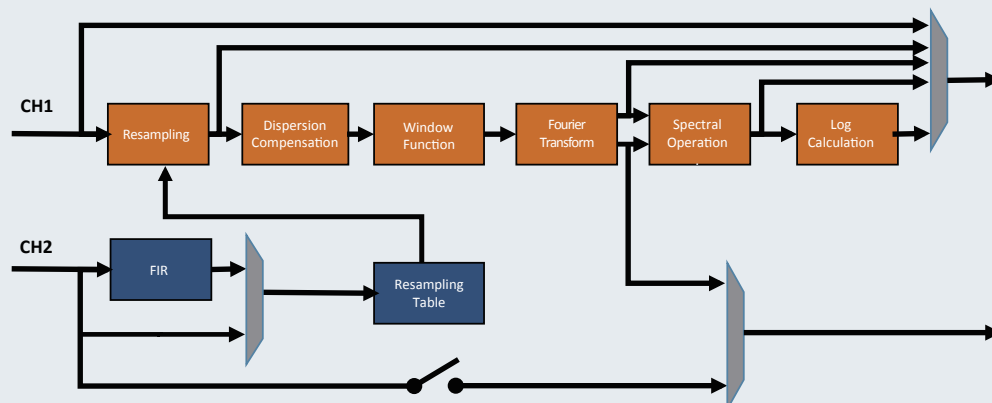 CH1
Resampling
Dispersion
Compensation
Window
Function
Fourier
Transform
Spectral
Operation
Log
Calculation
CH2
FIR
Resampling
Table